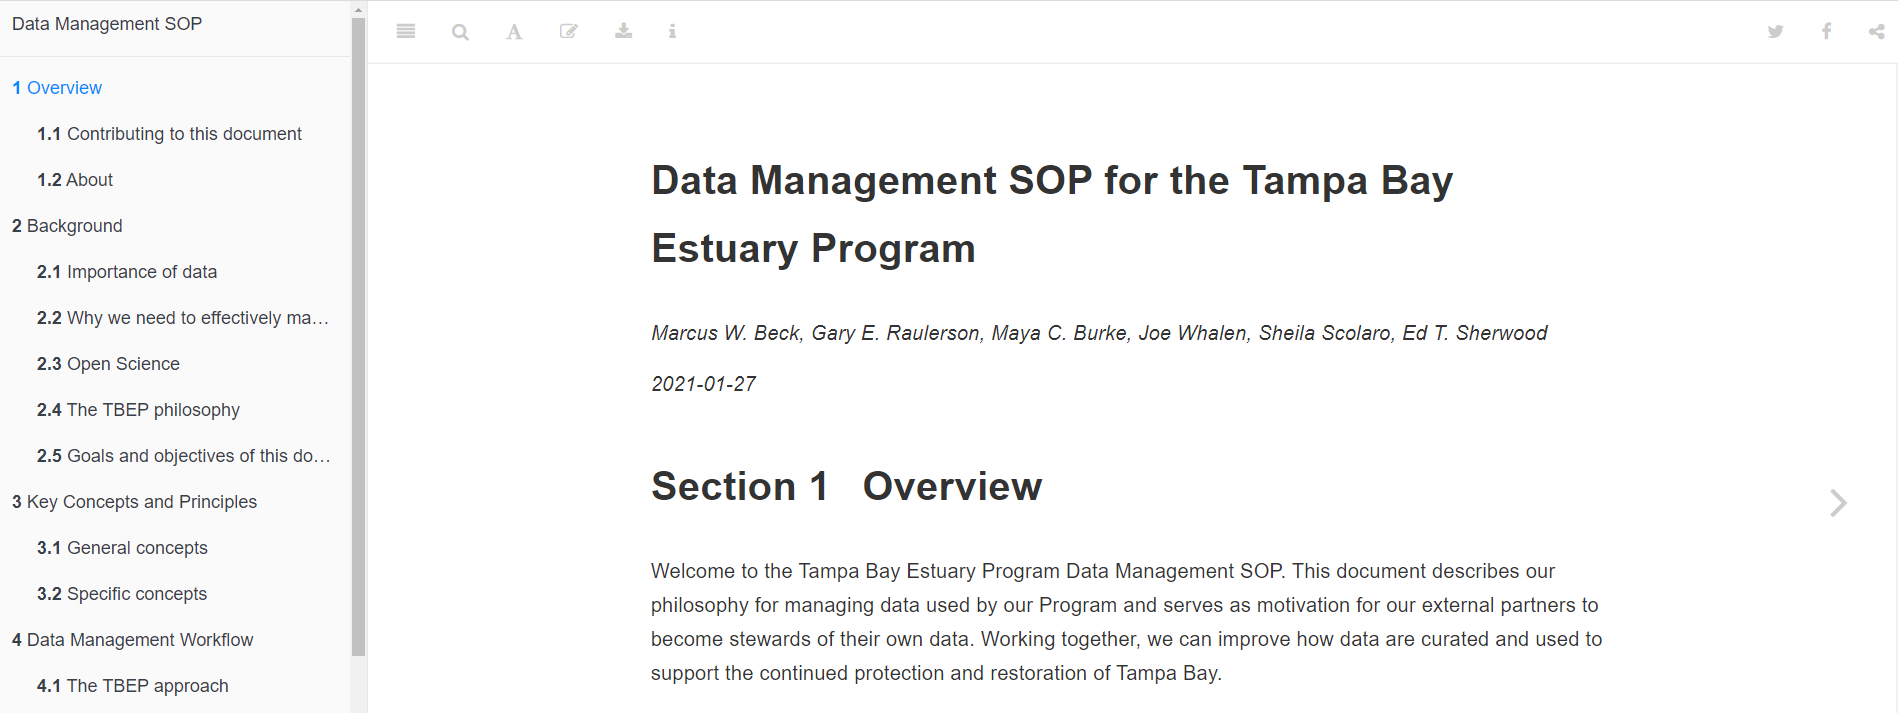 Data Management SOP
1 Overview
1.1 Contributing to this document
1.2 About
2 Background
2.1 Importance of data
2.2 Why we need to effectively ma…
2.3 Open Science
2.4 The TBEP philosophy
2.5 Goals and objectives of this do…
3 Key Concepts and Principles
3.1 General concepts
3.2 Specific concepts
4 Data Management Workflow
4.1 The TBEP approach
Data Management SOP for the Tampa Bay
Estuary Program
Marcus W. Beck, Gary E. Raulerson, Maya C. Burke, Joe Whalen, Sheila Scolaro, Ed T. Sherwood
2021-01-27
Section 1 Overview
Welcome to the Tampa Bay Estuary Program Data Management SOP. This document describes our
philosophy for managing data used by our Program and serves as motivation for our external partners to
become stewards of their own data. Working together, we can improve how data are curated and used to
support the continued protection and restoration of Tampa Bay.